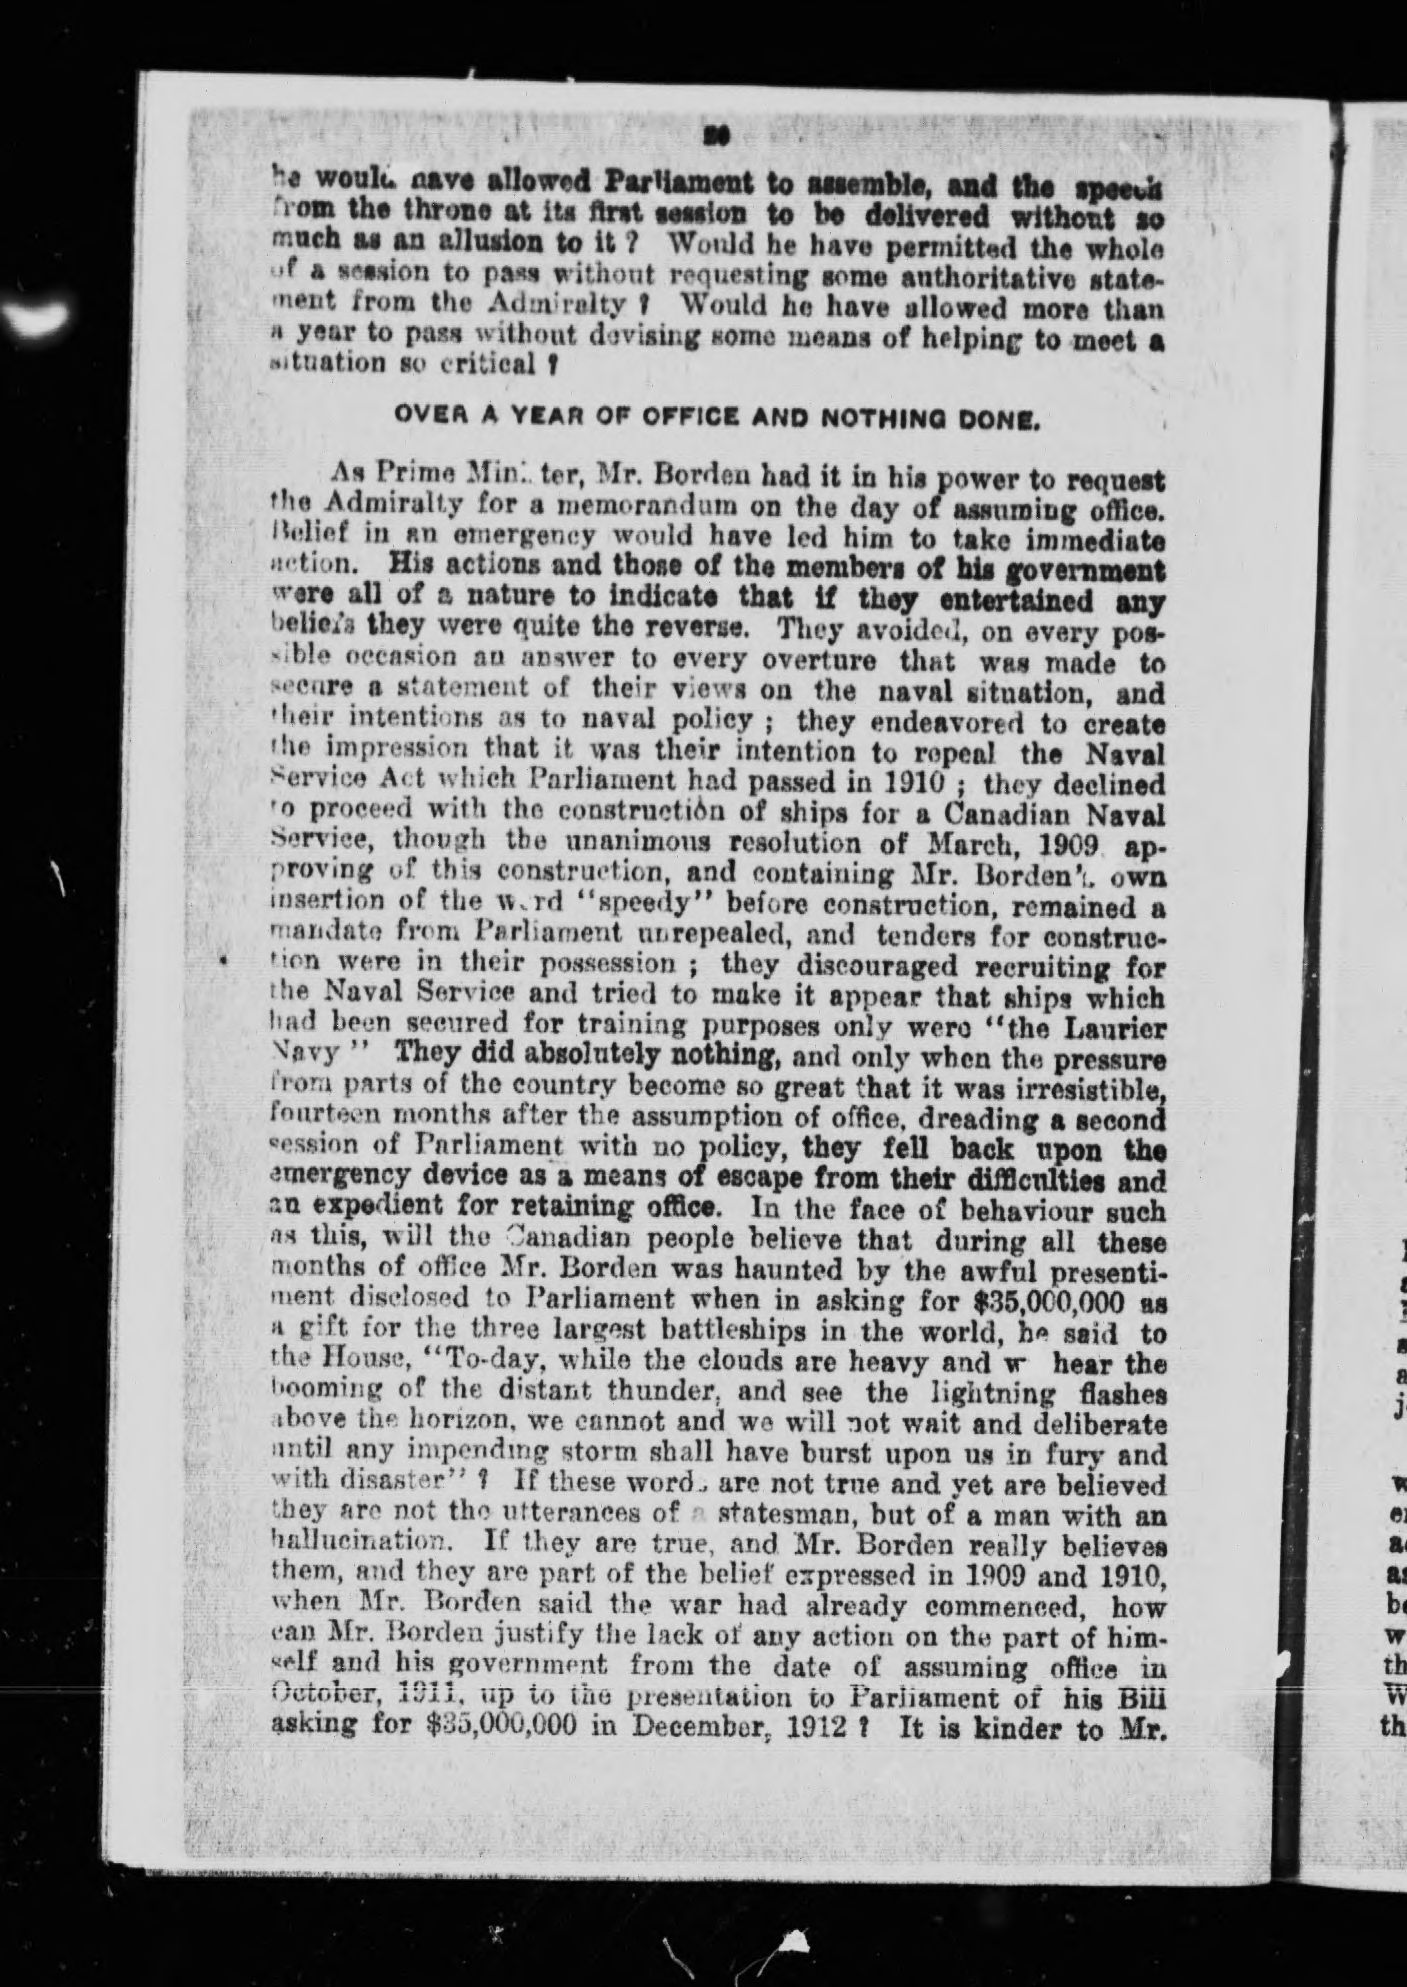 he would have allowed Parliament to assemble, and the speech
from the throne at its first session to be delivered without so
much as an allusion to it ? Would he have permitted the whole
of a session to pass without requesting some authoritative state-
ment from the Admiralty ? Would he have allowed more than
a year to pass without devising some means of helping to meet a
situation so critical ?
OVER A YEAR OF OFFICE AND NOTHING DONE.
As Prime Minister, Mr. Borden had it in his power to request
the Admiralty for a memorandum on the day of assuming office.
Belief in an emergency would have led him to take immediate
action. His actions and those of the members of his government
were all of a nature to indicate that if they entertained any
beliefs they were quite the reverse. They avoided, on every pos-
sible occasion an answer to every overture that was made to
secure a statement of their views on the naval situation, and
their intentions as to naval policy ; they endeavored to create
the impression that it was their intention to repeal the Naval
Service Act which Parliament had passed in 1910 ; they declined
to proceed with the construction of ships for a Canadian Naval
Service, though the unanimous resolution of March, 1909 ap-
proving of this construction, and containing Mr. Borden's own
insertion of the word "speedy" before construction, remained a
mandate from Parliament unrepealed, and tenders for construc-
tion were in their possession ; they discouraged recruiting for
the Naval Service and tried to make it appear that ships which
had been secured for training purposes only were "the Laurier
Navy " They did absolutely nothing, and only when the pressure
from parts of the country become so great that it was irresistible,
fourteen months after the assumption of office, dreading a second
session of Parliament with no policy, they fell back upon the
emergency device as a means of escape from their difficulties and
an expedient for retaining office. In the face of behaviour such
as this, will the Canadian people believe that during all these
months of office Mr. Borden was haunted by the awful presenti-
ment disclosed to Parliament when in asking for $35,000,000 as
a gift for the three largest battleships in the world, he said to
the House, "To-day, while the clouds are heavy and w hear the
booming of the distant thunder, and see the lightning flashes
above the horizon, we cannot and we will not wait and deliberate
until any impending storm shall have burst upon us in fury and
with disaster" ? If these words are not true and yet are believed
they are not the utterances of a statesman, but of a man with an
hallucination. If they are true, and Mr. Borden really believes
them, and they are part of the belief expressed in 1909 and 1910,
when Mr. Borden said the war had already commenced, how
can Mr. Borden justify the lack of any action on the part of him-
self and his government from the date of assuming office in
October, 1911, up to the presentation to Parliament of his Bill
asking for $35,000,000 in December, 1912 ? It is kinder to Mr.